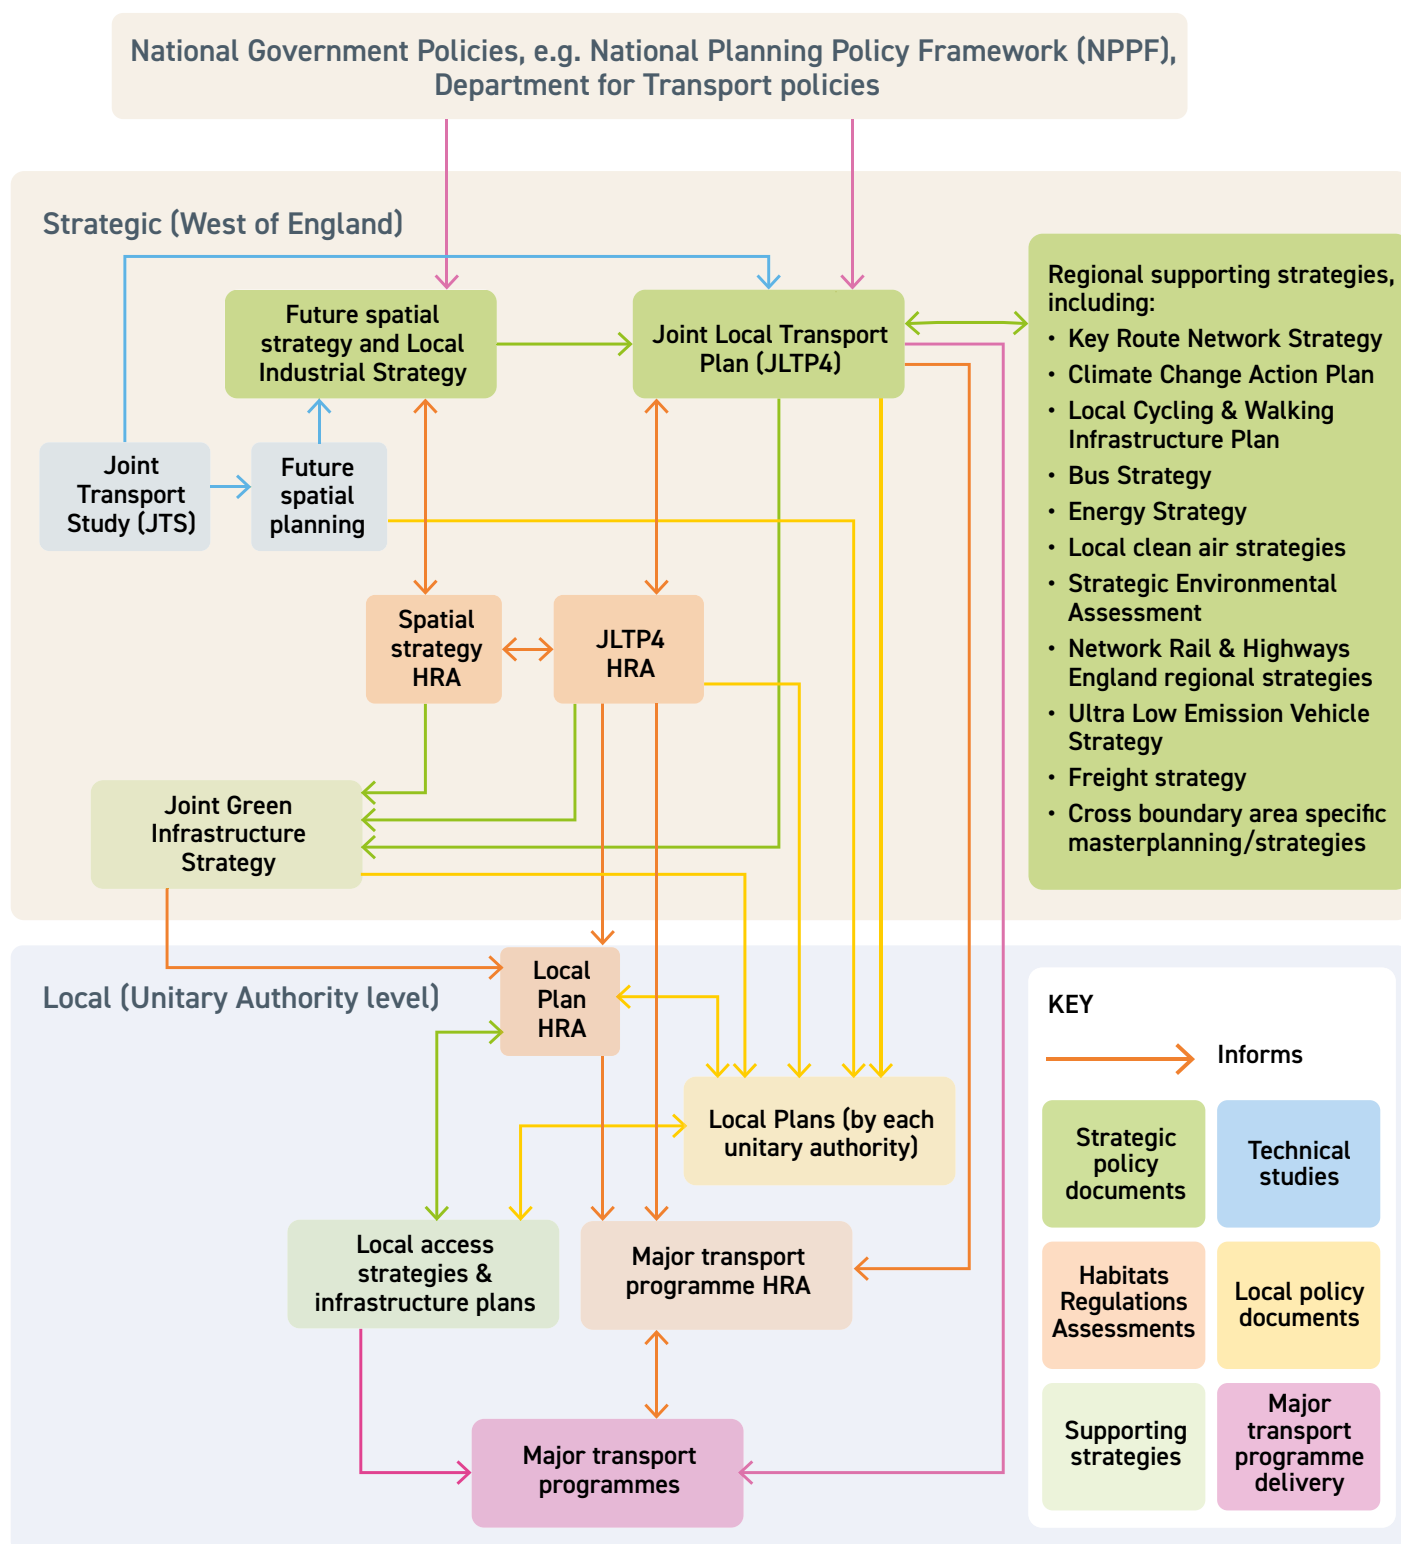 National Government Policies, e.g. National Planning Policy Framework (NPPF),
Department for Transport policies
Strategic (West of England)
Future spatial
strategy and Local
Industrial Strategy
Joint Local Transport
Plan (JLTP4)
Regional supporting strategies,
including:
• Key Route Network Strategy
• Climate Change Action Plan
• Local Cycling & Walking
Infrastructure Plan
• Bus Strategy
• Energy Strategy
• Local clean air strategies
• Strategic Environmental
Assessment
• Network Rail & Highways
England regional strategies
• Ultra Low Emission Vehicle
Strategy
• Freight strategy
• Cross boundary area specific
masterplanning/strategies
Joint
Transport
Study (JTS)
Future
spatial
planning
Spatial
strategy
HRA
JLTP4
HRA
Joint Green
Infrastructure
Strategy
Local (Unitary Authority level)
Local
Plan
HRA
Local Plans (by each
unitary authority)
Local access
strategies &
infrastructure plans
Major transport
programme HRA
Major transport
programmes
KEY
Informs
Strategic
policy
documents
Technical
studies
Habitats
Regulations
Assessments
Local policy
documents
Supporting
strategies
Major
transport
programme
delivery